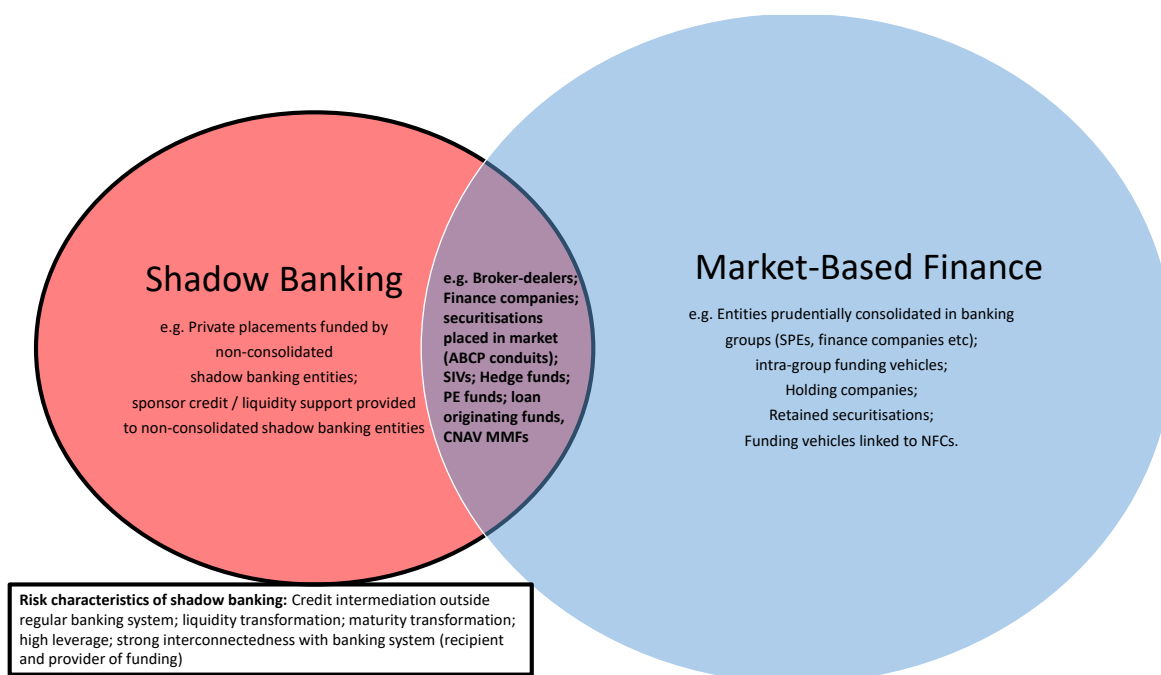 Shadow Banking
e.g. Private placements funded by
non-consolidated
shadow banking entities;
sponsor credit / liquidity support provided
to non-consolidated shadow banking entities
e.g. Broker-dealers;
Finance companies;
securitisations
placed in market
(ABCP conduits);
SIVs; Hedge funds;
PE funds; loan
originating funds,
CNAV MMFs
Market-Based Finance
e.g. Entities prudentially consolidated in banking
groups (SPEs, finance companies etc);
intra-group funding vehicles;
Holding companies;
Retained securitisations;
Funding vehicles linked to NFCs.
Risk characteristics of shadow banking: Credit intermediation outside
regular banking system; liquidity transformation; maturity transformation;
high leverage; strong interconnectedness with banking system (recipient
and provider of funding)